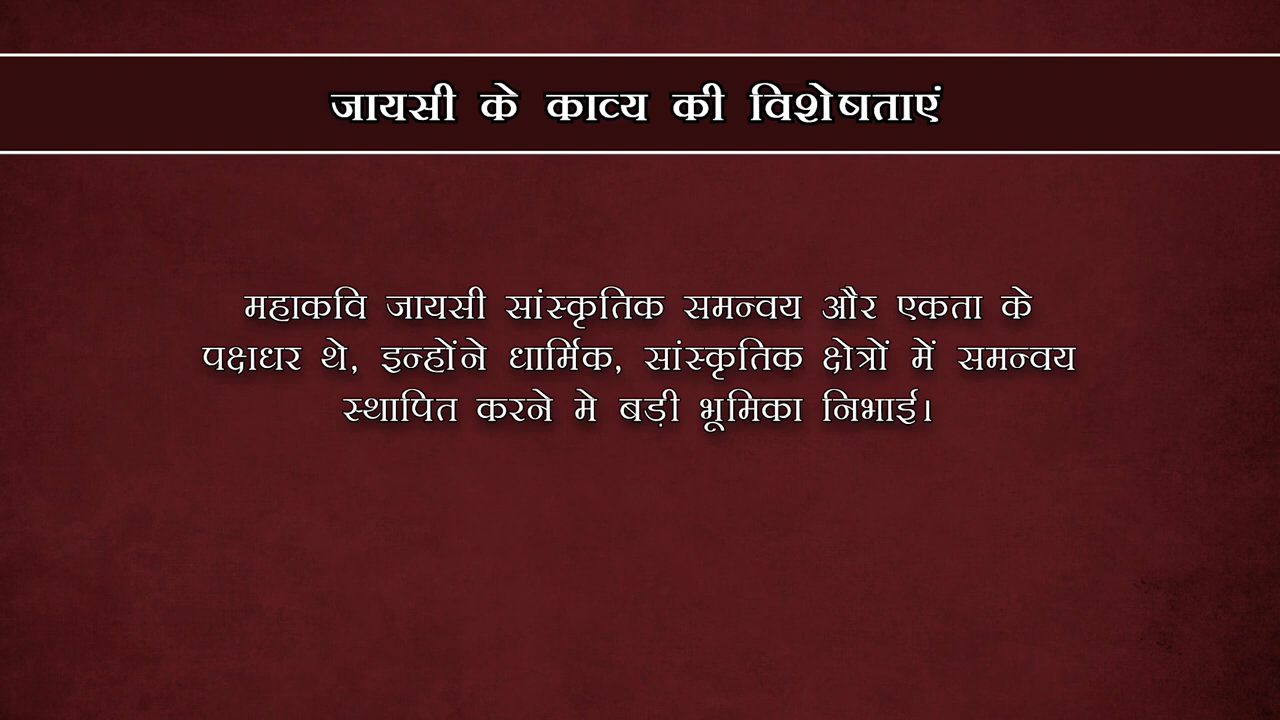 जायसी के काव्य की विशेषताएं
महाकवि जायसी सांस्कृतिक समन्वय और एकता के
पक्षधर थे, इन्होंने धार्मिक, सांस्कृतिक क्षेत्रों में समन्वय
स्थापित करने मे बड़ी भूमिका निभाई।